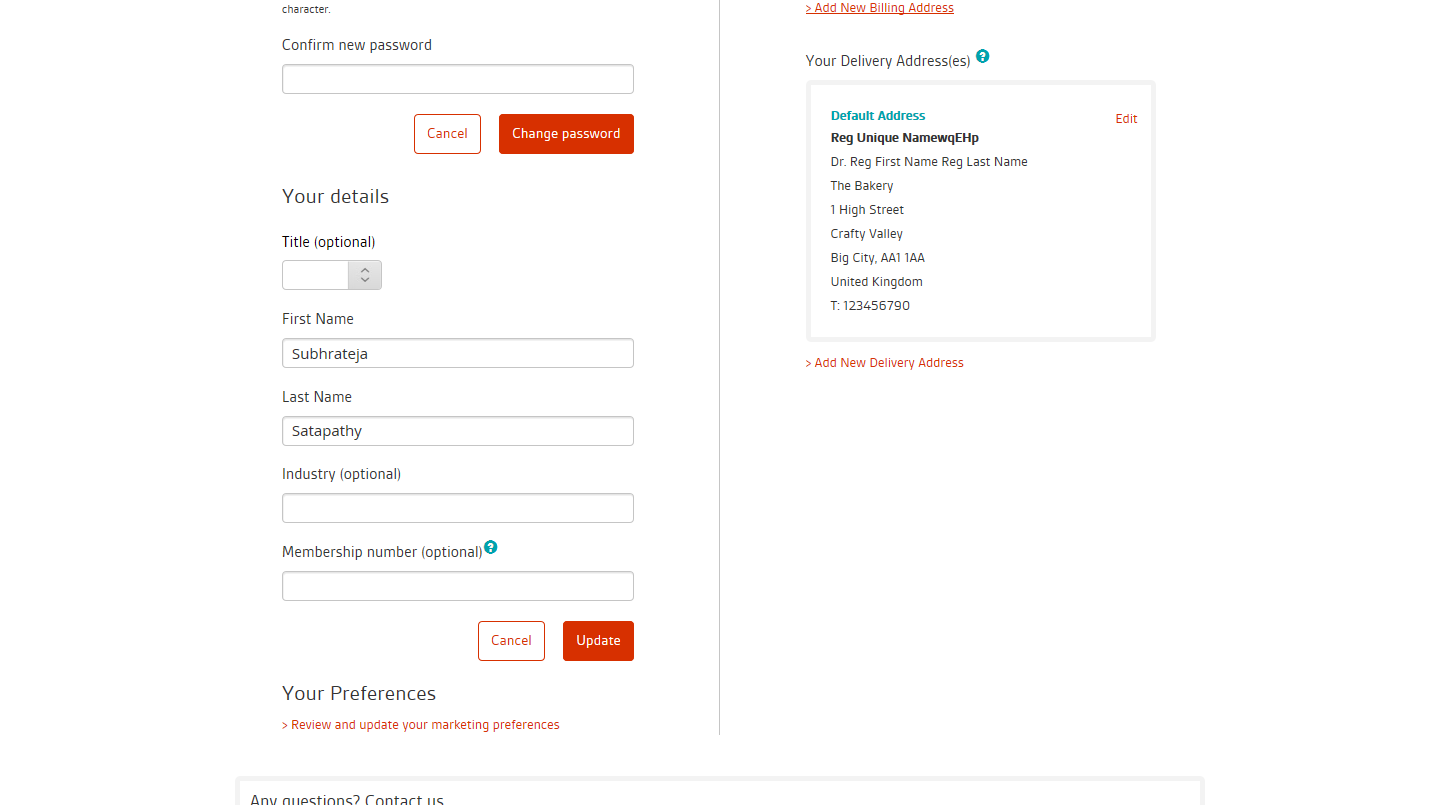 character.
Confirm new password
Cancel
Change password
Your details
Title (optional)
First Name
Subhrateja
Last Name
Satapathy
Industry (optional)
Membership number (optional)?
Cancel
Update
Your Preferences
> Review and update your marketing preferences
> Add New Billing Address
Your Delivery Address(es) ?
Default Address
Edit
Reg Unique NamewqEHp
Dr. Reg First Name Reg Last Name
The Bakery
1 High Street
Crafty Valley
Big City, AA1 1AA
United Kingdom
T: 123456790
> Add New Delivery Address
Any questions? Contact us